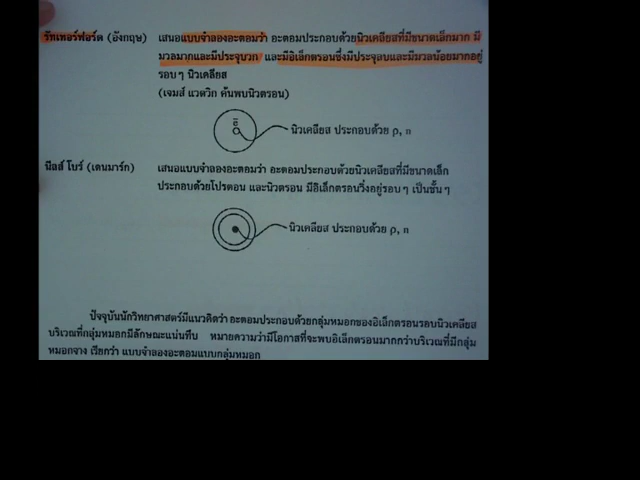 รัทเทอร์ฟอร์ด (อังกฤษ) เสนอแบบจำลองอะตอมว่า อะตอมประกอบด้วยนิวเคลียสที่มีขนาดเล็กมาก มี
มวลมากและมีประจุบวก และมีอิเล็กตรอนซึ่งมีประจุลบและมีมวลน้อยมากอยู่
รอบๆ นิวเคลียส
(เจมส์ แวดวิก ค้นพบนิวตรอน)
นิวเคลียส ประกอบด้วย ρ, n
นีลส์ โบร์ (เดนมาร์ก) เสนอแบบจำลองอะตอมว่า อะตอมประกอบด้วยนิวเคลียสที่มีขนาดเล็ก
ประกอบด้วยโปรตอน และนิวตรอน มีอิเล็กตรอนวิ่งอยู่รอบๆ เป็นชั้นๆ
นิวเคลียส ประกอบด้วย ρ, n
ปัจจุบันนักวิทยาศาสตร์มีแนวคิดว่า อะตอมประกอบด้วยกลุ่มหมอกของอิเล็กตรอนรอบนิวเคลียส
บริเวณที่กลุ่มหมอกมีลักษณะแน่นทึบ หมายความว่ามีโอกาสที่จะพบอิเล็กตรอนมากกว่าบริเวณที่มีกลุ่ม
หมอกจาง เรียกว่า แบบจำลองอะตอมแบบกลุ่มหมอก